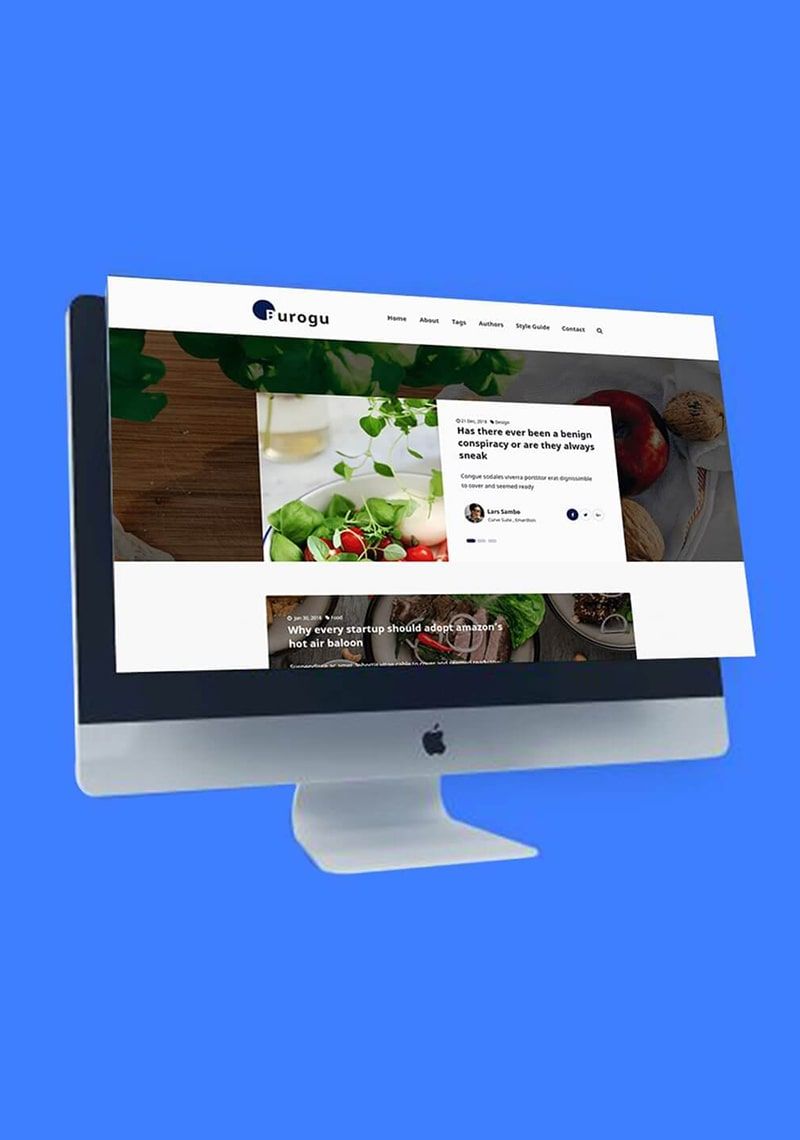 Burogu
Home About Tags Authors Style Guide Contact
21 Dec, 2018 Design
Has there ever been a benign
conspiracy or are they always
sneak
Congue sodales viverra porttitor erat dignissimble
to cover and seemed ready
Lars Sambo
Curve Suite,
Jan 30, 2018 Food
Why every startup should adopt amazon's
hot air baloon